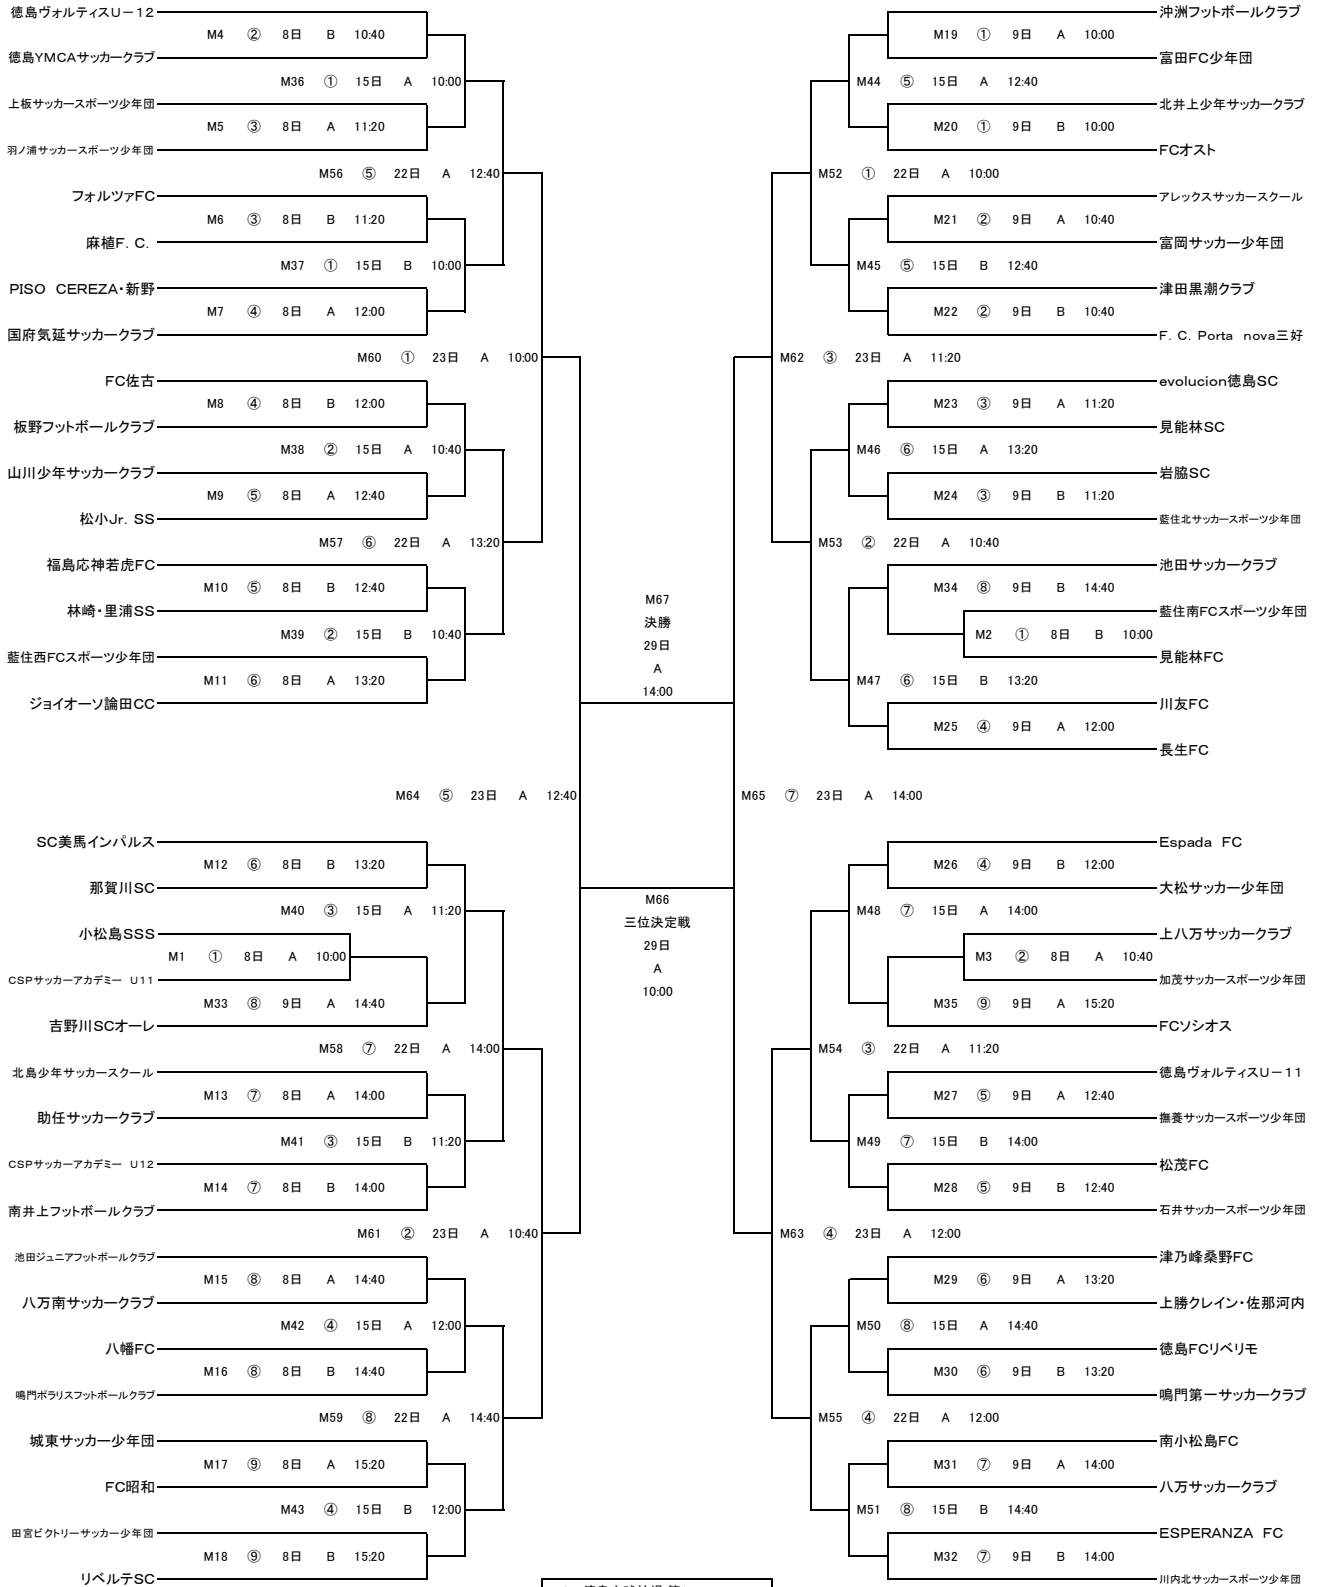 徳島ヴォルティスU－12
M4 ② 8日 B 10:40
徳島YMCAサッカークラブ
M36 ① 15日 A 10:00
上板サッカースポーツ少年団
M5 ③ 8日 A 11:20
羽ノ浦サッカースポーツ少年団
M56 ⑤ 22日 A 12:40
フォルツァFC
M6 ③ 8日 B 11:20
麻植F. C.
M37 ① 15日 B 10:00
PISO CEREZA・新野
M7 ④ 8日 A 12:00
国府気延サッカークラブ
M60 ① 23日 A 10:00
FC佐古
M8 ④ 8日 B 12:00
板野フットボールクラブ
M38 ② 15日 A 10:40
山川少年サッカークラブ
M9 ⑤ 8日 A 12:40
松小Jr. SS
M57 ⑥ 22日 A 13:20
福島応神若虎FC
M10 ⑤ 8日 B 12:40
林崎・里浦SS
M39 ② 15日 B 10:40
藍住西FCスポーツ少年団
M11 ⑥ 8日 A 13:20
ジョイオーソ論田CC
M64 ⑤ 23日 A 12:40
SC美馬インパルス
M12 ⑥ 8日 B 13:20
那賀川SC
M40 ③ 15日 A 11:20
小松島SSS
M1 ① 8日 A 10:00
CSPサッカーアカデミー U11
M33 ⑧ 9日 A 14:40
吉野川SCオーレ
M58 ⑦ 22日 A 14:00
北島少年サッカースクール
M13 ⑦ 8日 A 14:00
助任サッカークラブ
M41 ③ 15日 B 11:20
CSPサッカーアカデミー U12
M14 ⑦ 8日 B 14:00
南井上フットボールクラブ
M61 ② 23日 A 10:40
池田ジュニアフットボールクラブ
M15 ⑧ 8日 A 14:40
八万南サッカークラブ
M42 ④ 15日 A 12:00
八幡FC
M16 ⑧ 8日 B 14:40
鳴門ポラリスフットボールクラブ
M59 ⑧ 22日 A 14:40
城東サッカー少年団
M17 ⑨ 8日 A 15:20
FC昭和
M43 ④ 15日 B 12:00
田宮ビクトリーサッカー少年団
M18 ⑨ 8日 B 15:20
リベルテSC
M67
決勝
29日
A
14:00
M66
三位決定戦
29日
A
10:00
沖洲フットボールクラブ
M19 ① 9日 A 10:00
富田FC少年団
M44 ⑤ 15日 A 12:40
北井上少年サッカークラブ
M20 ① 9日 B 10:00
FCオスト
M52 ① 22日 A 10:00
アレックスサッカースクール
M21 ② 9日 A 10:40
富岡サッカー少年団
M45 ⑤ 15日 B 12:40
津田黒潮クラブ
M22 ② 9日 B 10:40
F. C. Porta nova三好
M62 ③ 23日 A 11:20
evolucion徳島SC
M23 ③ 9日 A 11:20
見能林SC
M46 ⑥ 15日 A 13:20
岩脇SC
M24 ③ 9日 B 11:20
藍住北サッカースポーツ少年団
M53 ② 22日 A 10:40
池田サッカークラブ
M34 ⑧ 9日 B 14:40
藍住南FCスポーツ少年団
M2 ① 8日 B 10:00
見能林FC
M47 ⑥ 15日 B 13:20
川友FC
M25 ④ 9日 A 12:00
長生FC
M65 ⑦ 23日 A 14:00
Espada FC
M26 ④ 9日 B 12:00
大松サッカー少年団
M48 ⑦ 15日 A 14:00
上八万サッカークラブ
M3 ② 8日 A 10:40
加茂サッカースポーツ少年団
M35 ⑨ 9日 A 15:20
FCソシオス
M54 ③ 22日 A 11:20
徳島ヴォルティスU－11
M27 ⑤ 9日 A 12:40
撫養サッカースポーツ少年団
M49 ⑦ 15日 B 14:00
松茂FC
M28 ⑤ 9日 B 12:40
石井サッカースポーツ少年団
M63 ④ 23日 A 12:00
津乃峰桑野FC
M29 ⑥ 9日 A 13:20
上勝クレイン・佐那河内
M50 ⑧ 15日 A 14:40
徳島FCリベリモ
M30 ⑥ 9日 B 13:20
鳴門第一サッカークラブ
M55 ④ 22日 A 12:00
南小松島FC
M31 ⑦ 9日 A 14:00
八万サッカークラブ
M51 ⑧ 15日 B 14:40
ESPERANZA FC
M32 ⑦ 9日 B 14:00
川内北サッカースポーツ少年団